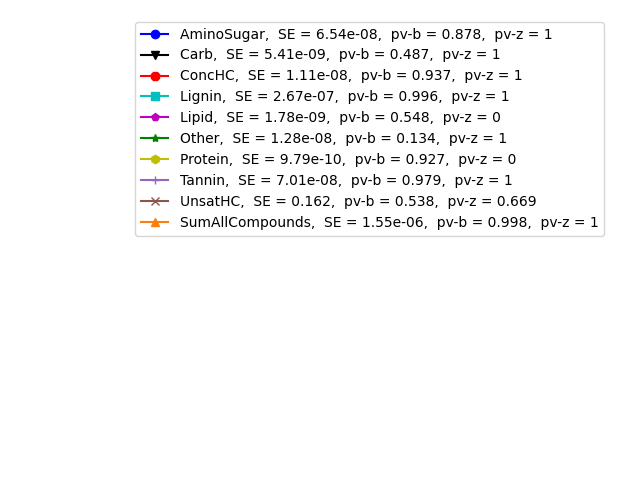 AminoSugar,  SE = 6.54e-08,  pv-b = 0.878,  pv-z = 1
Carb,  SE = 5.41e-09,  pv-b = 0.487,  pv-z = 1
ConcHC,  SE = 1.11e-08,  pv-b = 0.937,  pv-z = 1
Lignin,  SE = 2.67e-07,  pv-b = 0.996,  pv-z = 1
Lipid,  SE = 1.78e-09,  pv-b = 0.548,  pv-z = 0
Other,  SE = 1.28e-08,  pv-b = 0.134,  pv-z = 1
Protein,  SE = 9.79e-10,  pv-b = 0.927,  pv-z = 0
Tannin,  SE = 7.01e-08,  pv-b = 0.979,  pv-z = 1
UnsatHC,  SE = 0.162,  pv-b = 0.538,  pv-z = 0.669
SumAllCompounds,  SE = 1.55e-06,  pv-b = 0.998,  pv-z = 1